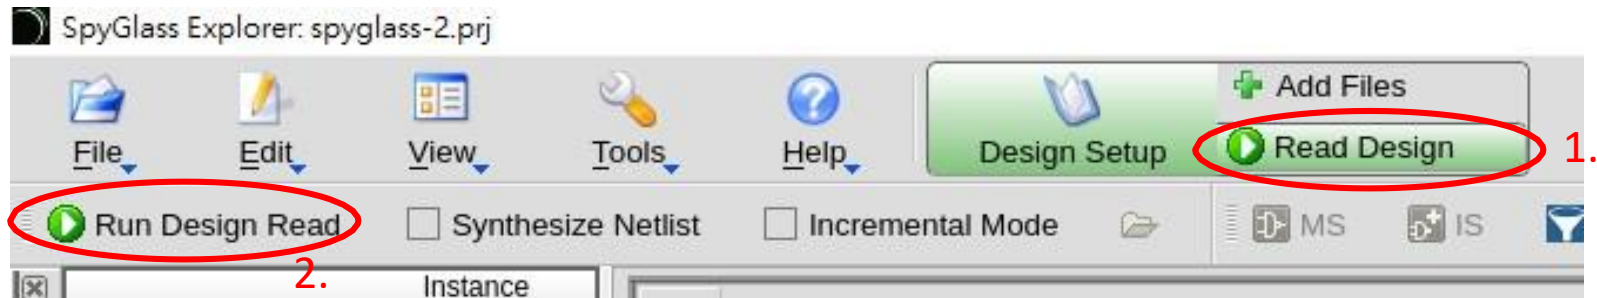 SpyGlass Explorer: spyglass-2.prj
Add Files
File Edit View Tools Help Design Setup Read Design 1.
Run Design Read Synthesize Netlist Incremental Mode MS IS
2. Instance